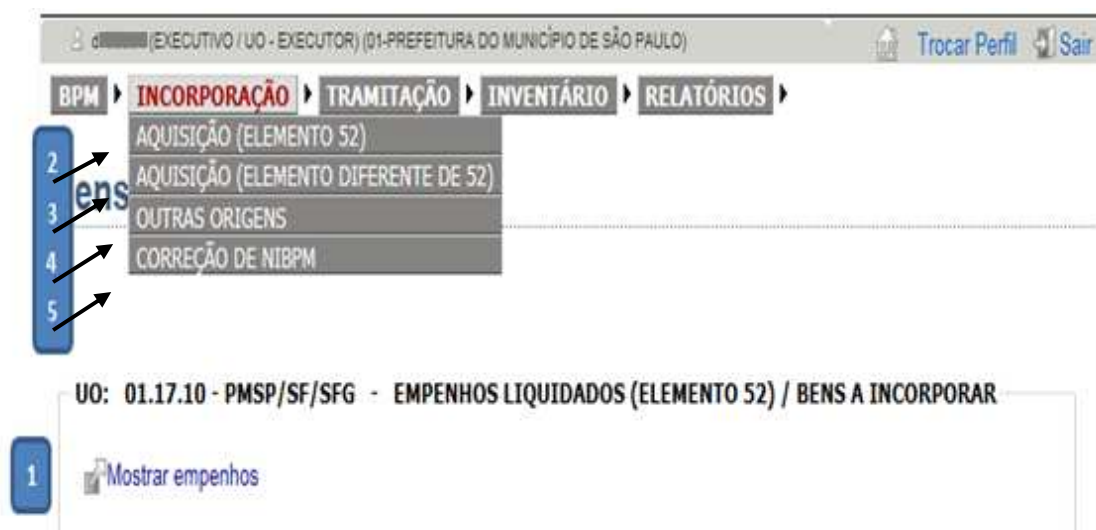 d (EXECUTIVO / UO - EXECUTOR) (01-PREFEITURA DO MUNICÍPIO DE SÃO PAULO) Trocar Perfil Sair
BPM INCORPORAÇÃO TRAMITAÇÃO INVENTÁRIO RELATÓRIOS
AQUISIÇÃO (ELEMENTO 52)
2
AQUISIÇÃO (ELEMENTO DIFERENTE DE 52)
ens
3
OUTRAS ORIGENS
4
CORREÇÃO DE NIBPM
5
UO: 01.17.10 - PMSP/SF/SFG - EMPENHOS LIQUIDADOS (ELEMENTO 52) / BENS A INCORPORAR
1 Mostrar empenhos